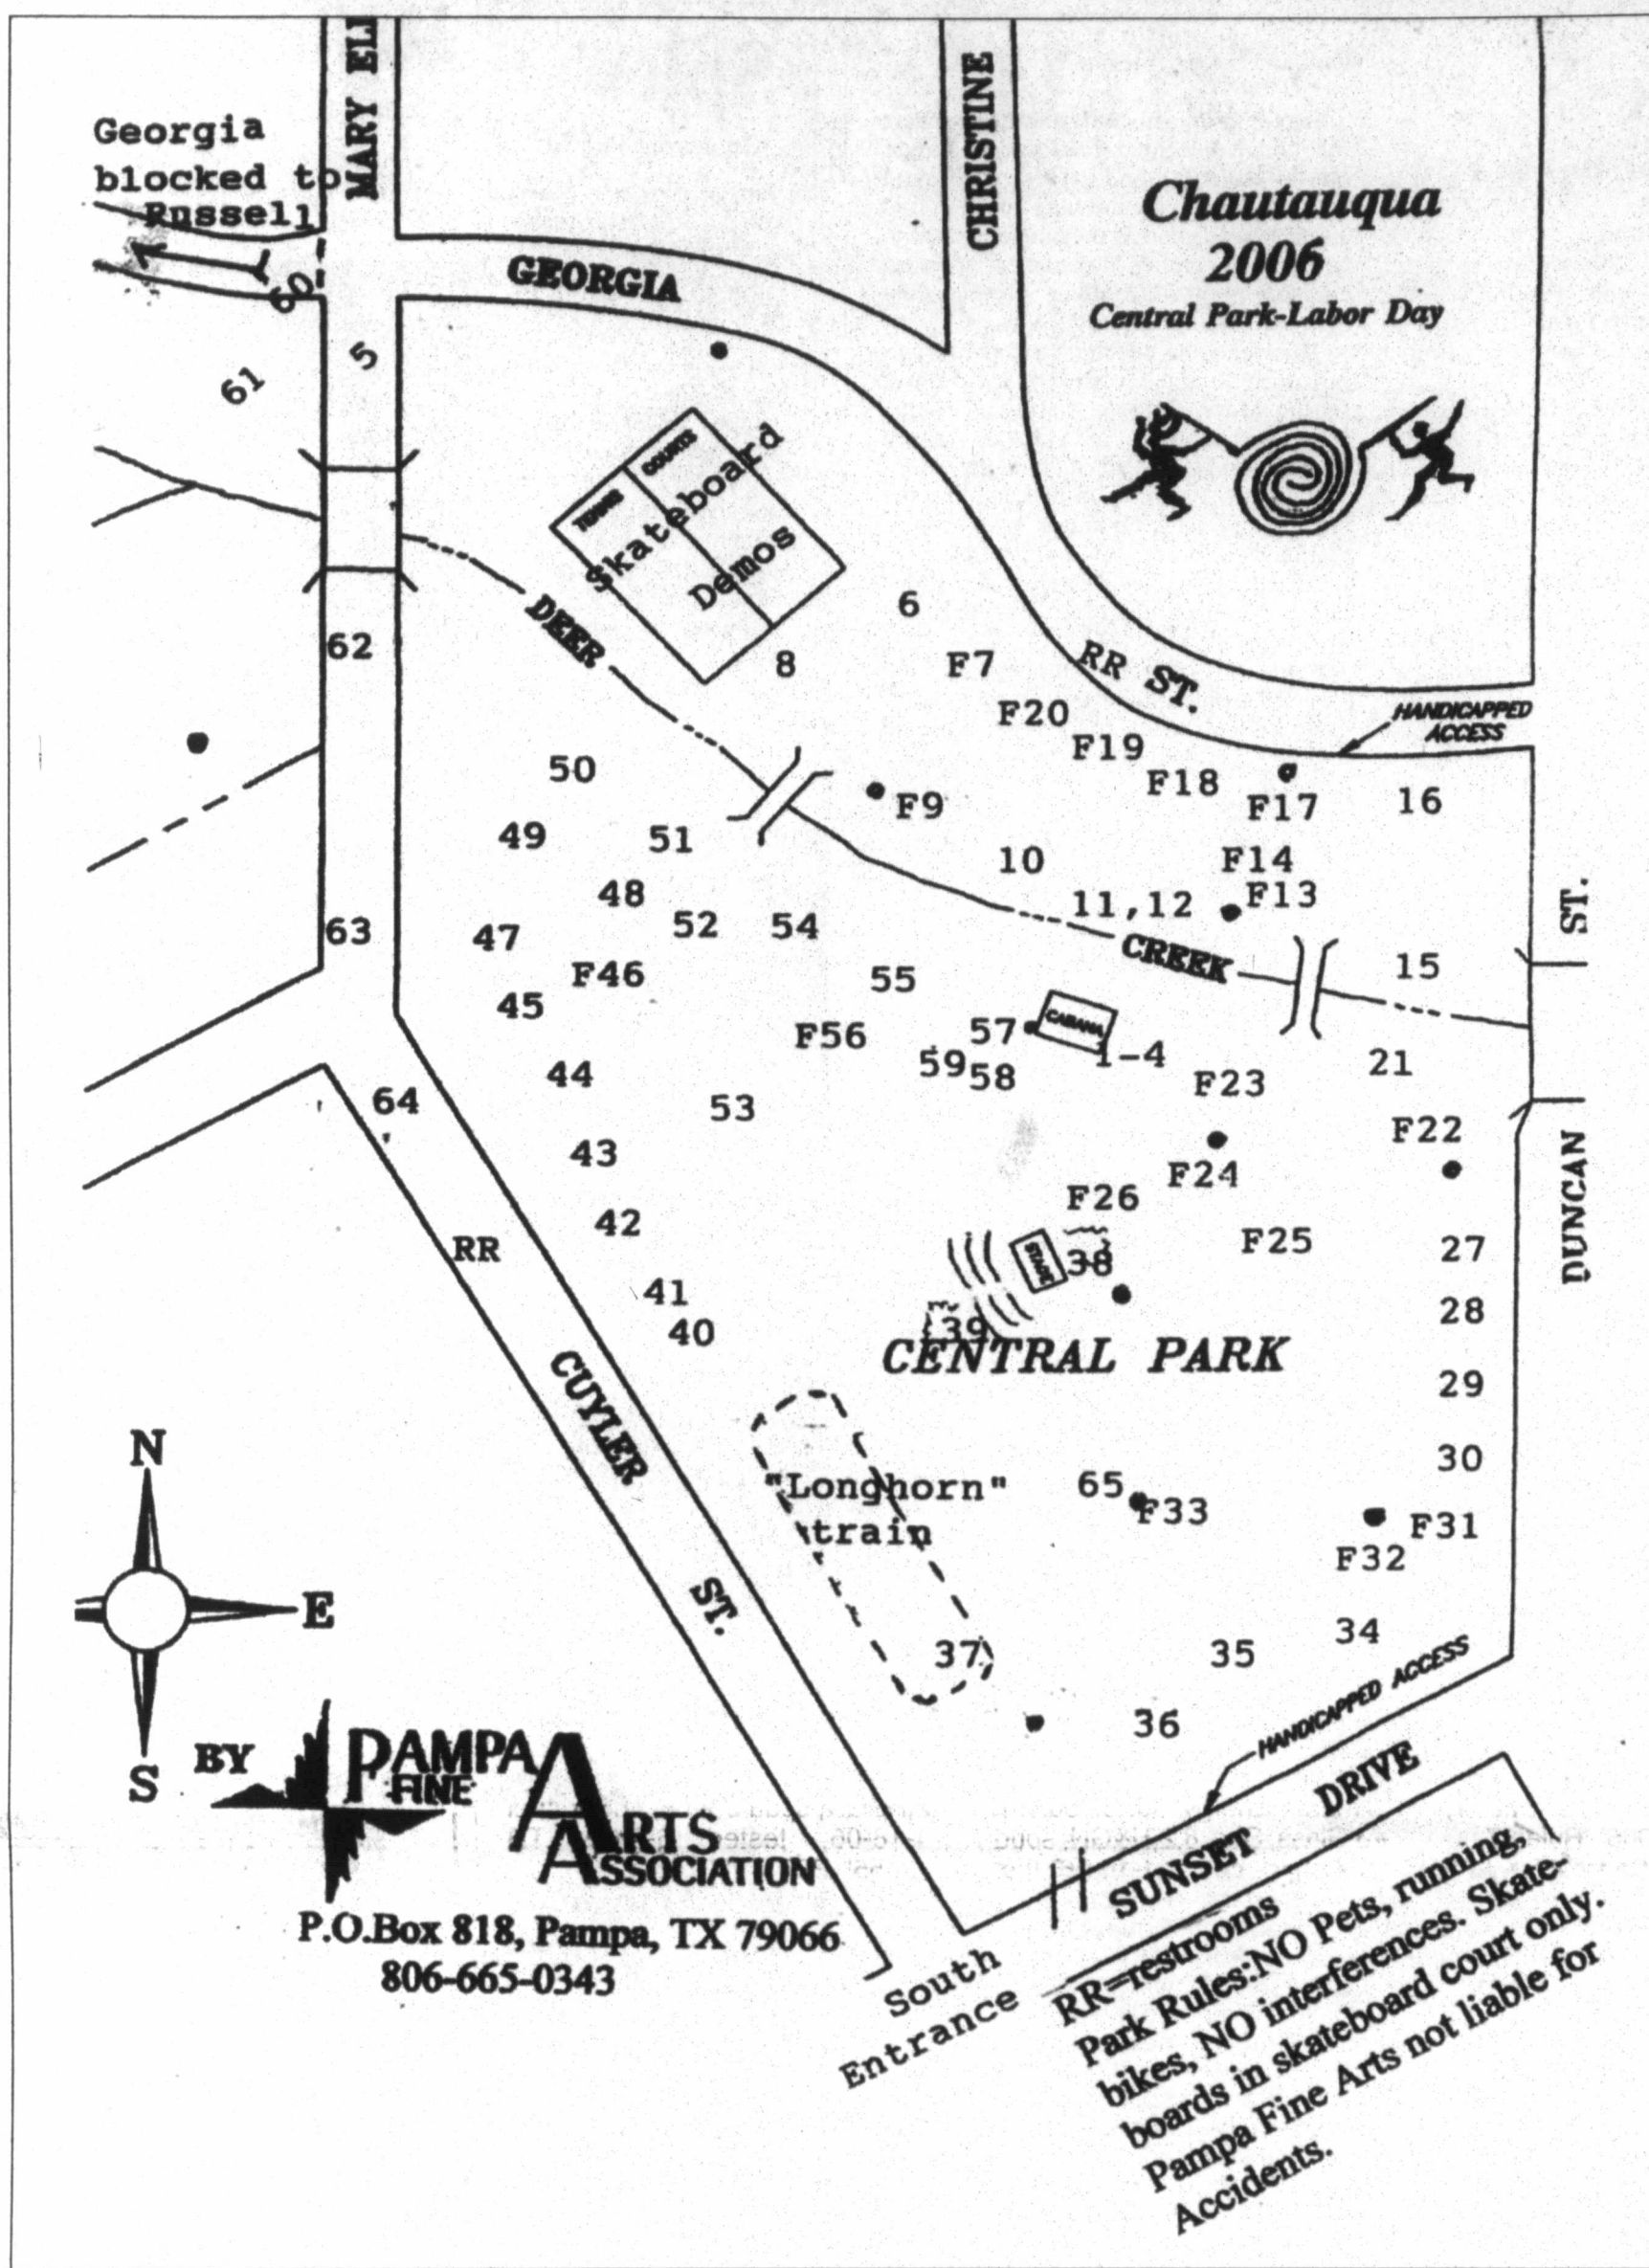 MARY ELL
CHRISTINE
Georgia
blocked to
Russell
Chautauqua
2006
Central Park-Labor Day
GEORGIA
60
5
61
TENNIS COURTS
Skateboard
Demos
DEER
62
6
8
F7
RR ST.
F20
HANDICAPPED
ACCESS
F19
50
F18
F9
F17
16
49
51
10
F14
48
11,12
F13
ST.
63
47
52
54
CREEK
15
F46
55
45
F56
57
CABANA
1-4
59
58
21
44
F23
64
53
F22
43
F24
DUNCAN
42
F26
RR
STAGE
38
F25
27
41
28
40
39
CENTRAL PARK
29
CUYLER
ST.
N
E
S
"Longhorn"
train
65
F33
30
F31
F32
34
37
35
36
HANDICAPPED ACCESS
BY PAMPA
FINE
ARTS
ASSOCIATION
P.O.Box 818, Pampa, TX 79066
806-665-0343
SUNSET DRIVE
South
Entrance
RR=restrooms
Park Rules:NO Pets, running,
bikes, NO interferences. Skate-
boards in skateboard court only.
Pampa Fine Arts not liable for
Accidents.